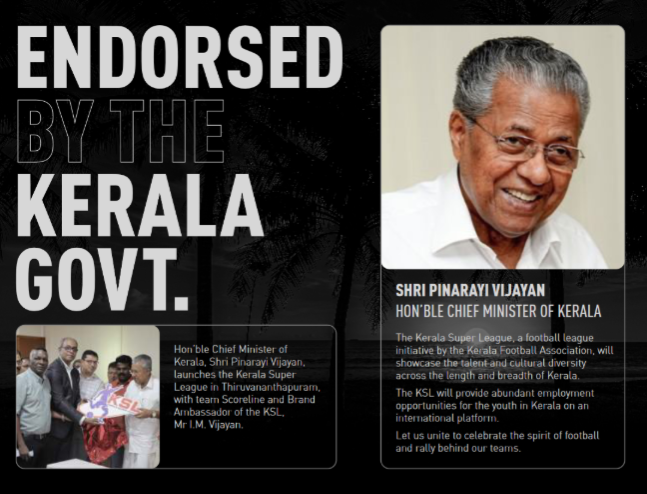 ENDORSED
BY THE
KERALA
GOVT.
KSL
Hon'ble Chief Minister of
Kerala, Shri Pinarayi Vijayan,
launches the Kerala Super
League in Thiruvananthapuram,
with team Scoreline and Brand
Ambassador of the KSL,
Mr I.M. Vijayan.
SHRI PINARAYI VIJAYAN
HON'BLE CHIEF MINISTER OF KERALA
The Kerala Super League, a football league
initiative by the Kerala Football Association, will
showcase the talent and cultural diversity
across the length and breadth of Kerala.
The KSL will provide abundant employment
opportunities for the youth in Kerala on an
international platform.
Let us unite to celebrate the spirit of football
and rally behind our teams.